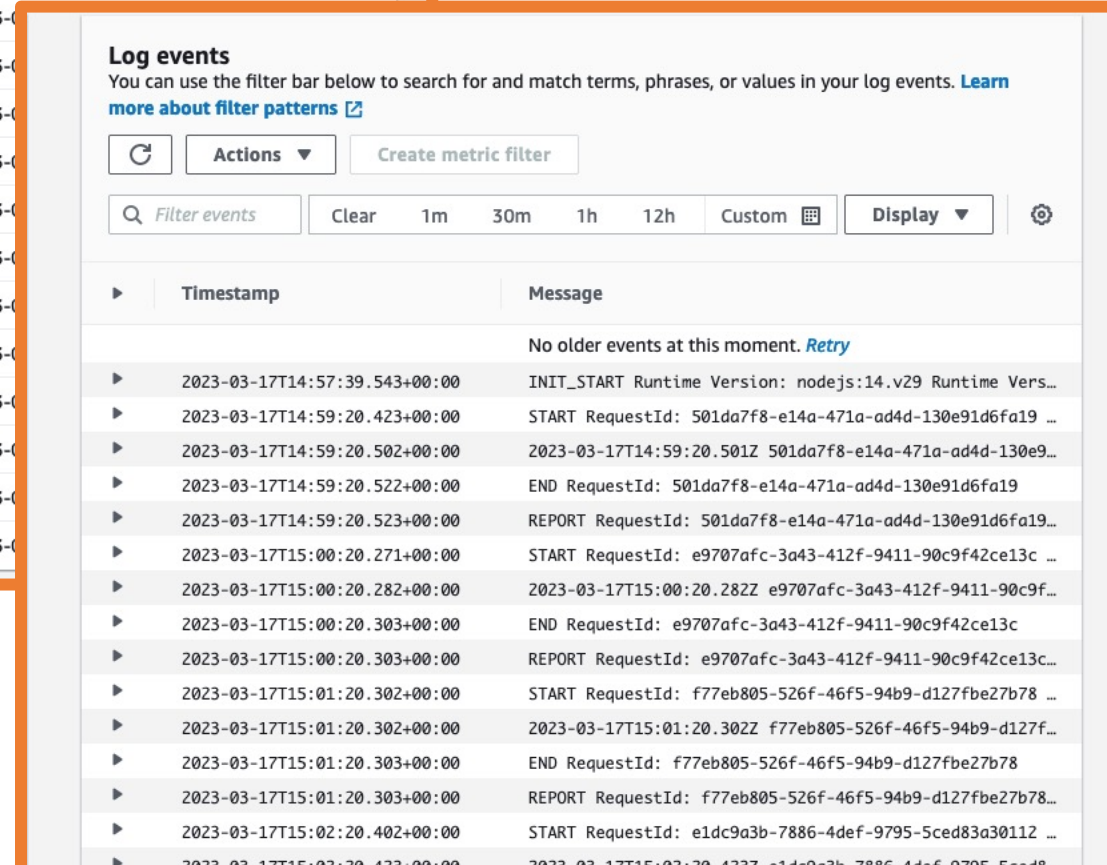 Log events
You can use the filter bar below to search for and match terms, phrases, or values in your log events. Learn
more about filter patterns
Actions
Create metric filter
Filter events Clear 1m 30m 1h 12h Custom Display
Timestamp Message
No older events at this moment. Retry
2023-03-17T14:57:39.543+00:00 INIT_START Runtime Version: nodejs:14.v29 Runtime Vers…
2023-03-17T14:59:20.423+00:00 START RequestId: 501da7f8-e14a-471a-ad4d-130e91d6fa19 …
2023-03-17T14:59:20.502+00:00 2023-03-17T14:59:20.501Z 501da7f8-e14a-471a-ad4d-130e9…
2023-03-17T14:59:20.522+00:00 END RequestId: 501da7f8-e14a-471a-ad4d-130e91d6fa19
2023-03-17T14:59:20.523+00:00 REPORT RequestId: 501da7f8-e14a-471a-ad4d-130e91d6fa19…
2023-03-17T15:00:20.271+00:00 START RequestId: e9707afc-3a43-412f-9411-90c9f42ce13c …
2023-03-17T15:00:20.282+00:00 2023-03-17T15:00:20.282Z e9707afc-3a43-412f-9411-90c9f…
2023-03-17T15:00:20.303+00:00 END RequestId: e9707afc-3a43-412f-9411-90c9f42ce13c
2023-03-17T15:00:20.303+00:00 REPORT RequestId: e9707afc-3a43-412f-9411-90c9f42ce13c…
2023-03-17T15:01:20.302+00:00 START RequestId: f77eb805-526f-46f5-94b9-d127fbe27b78 …
2023-03-17T15:01:20.302+00:00 2023-03-17T15:01:20.302Z f77eb805-526f-46f5-94b9-d127f…
2023-03-17T15:01:20.303+00:00 END RequestId: f77eb805-526f-46f5-94b9-d127fbe27b78
2023-03-17T15:01:20.303+00:00 REPORT RequestId: f77eb805-526f-46f5-94b9-d127fbe27b78…
2023-03-17T15:02:20.402+00:00 START RequestId: e1dc9a3b-7886-4def-9795-5ced83a30112 …